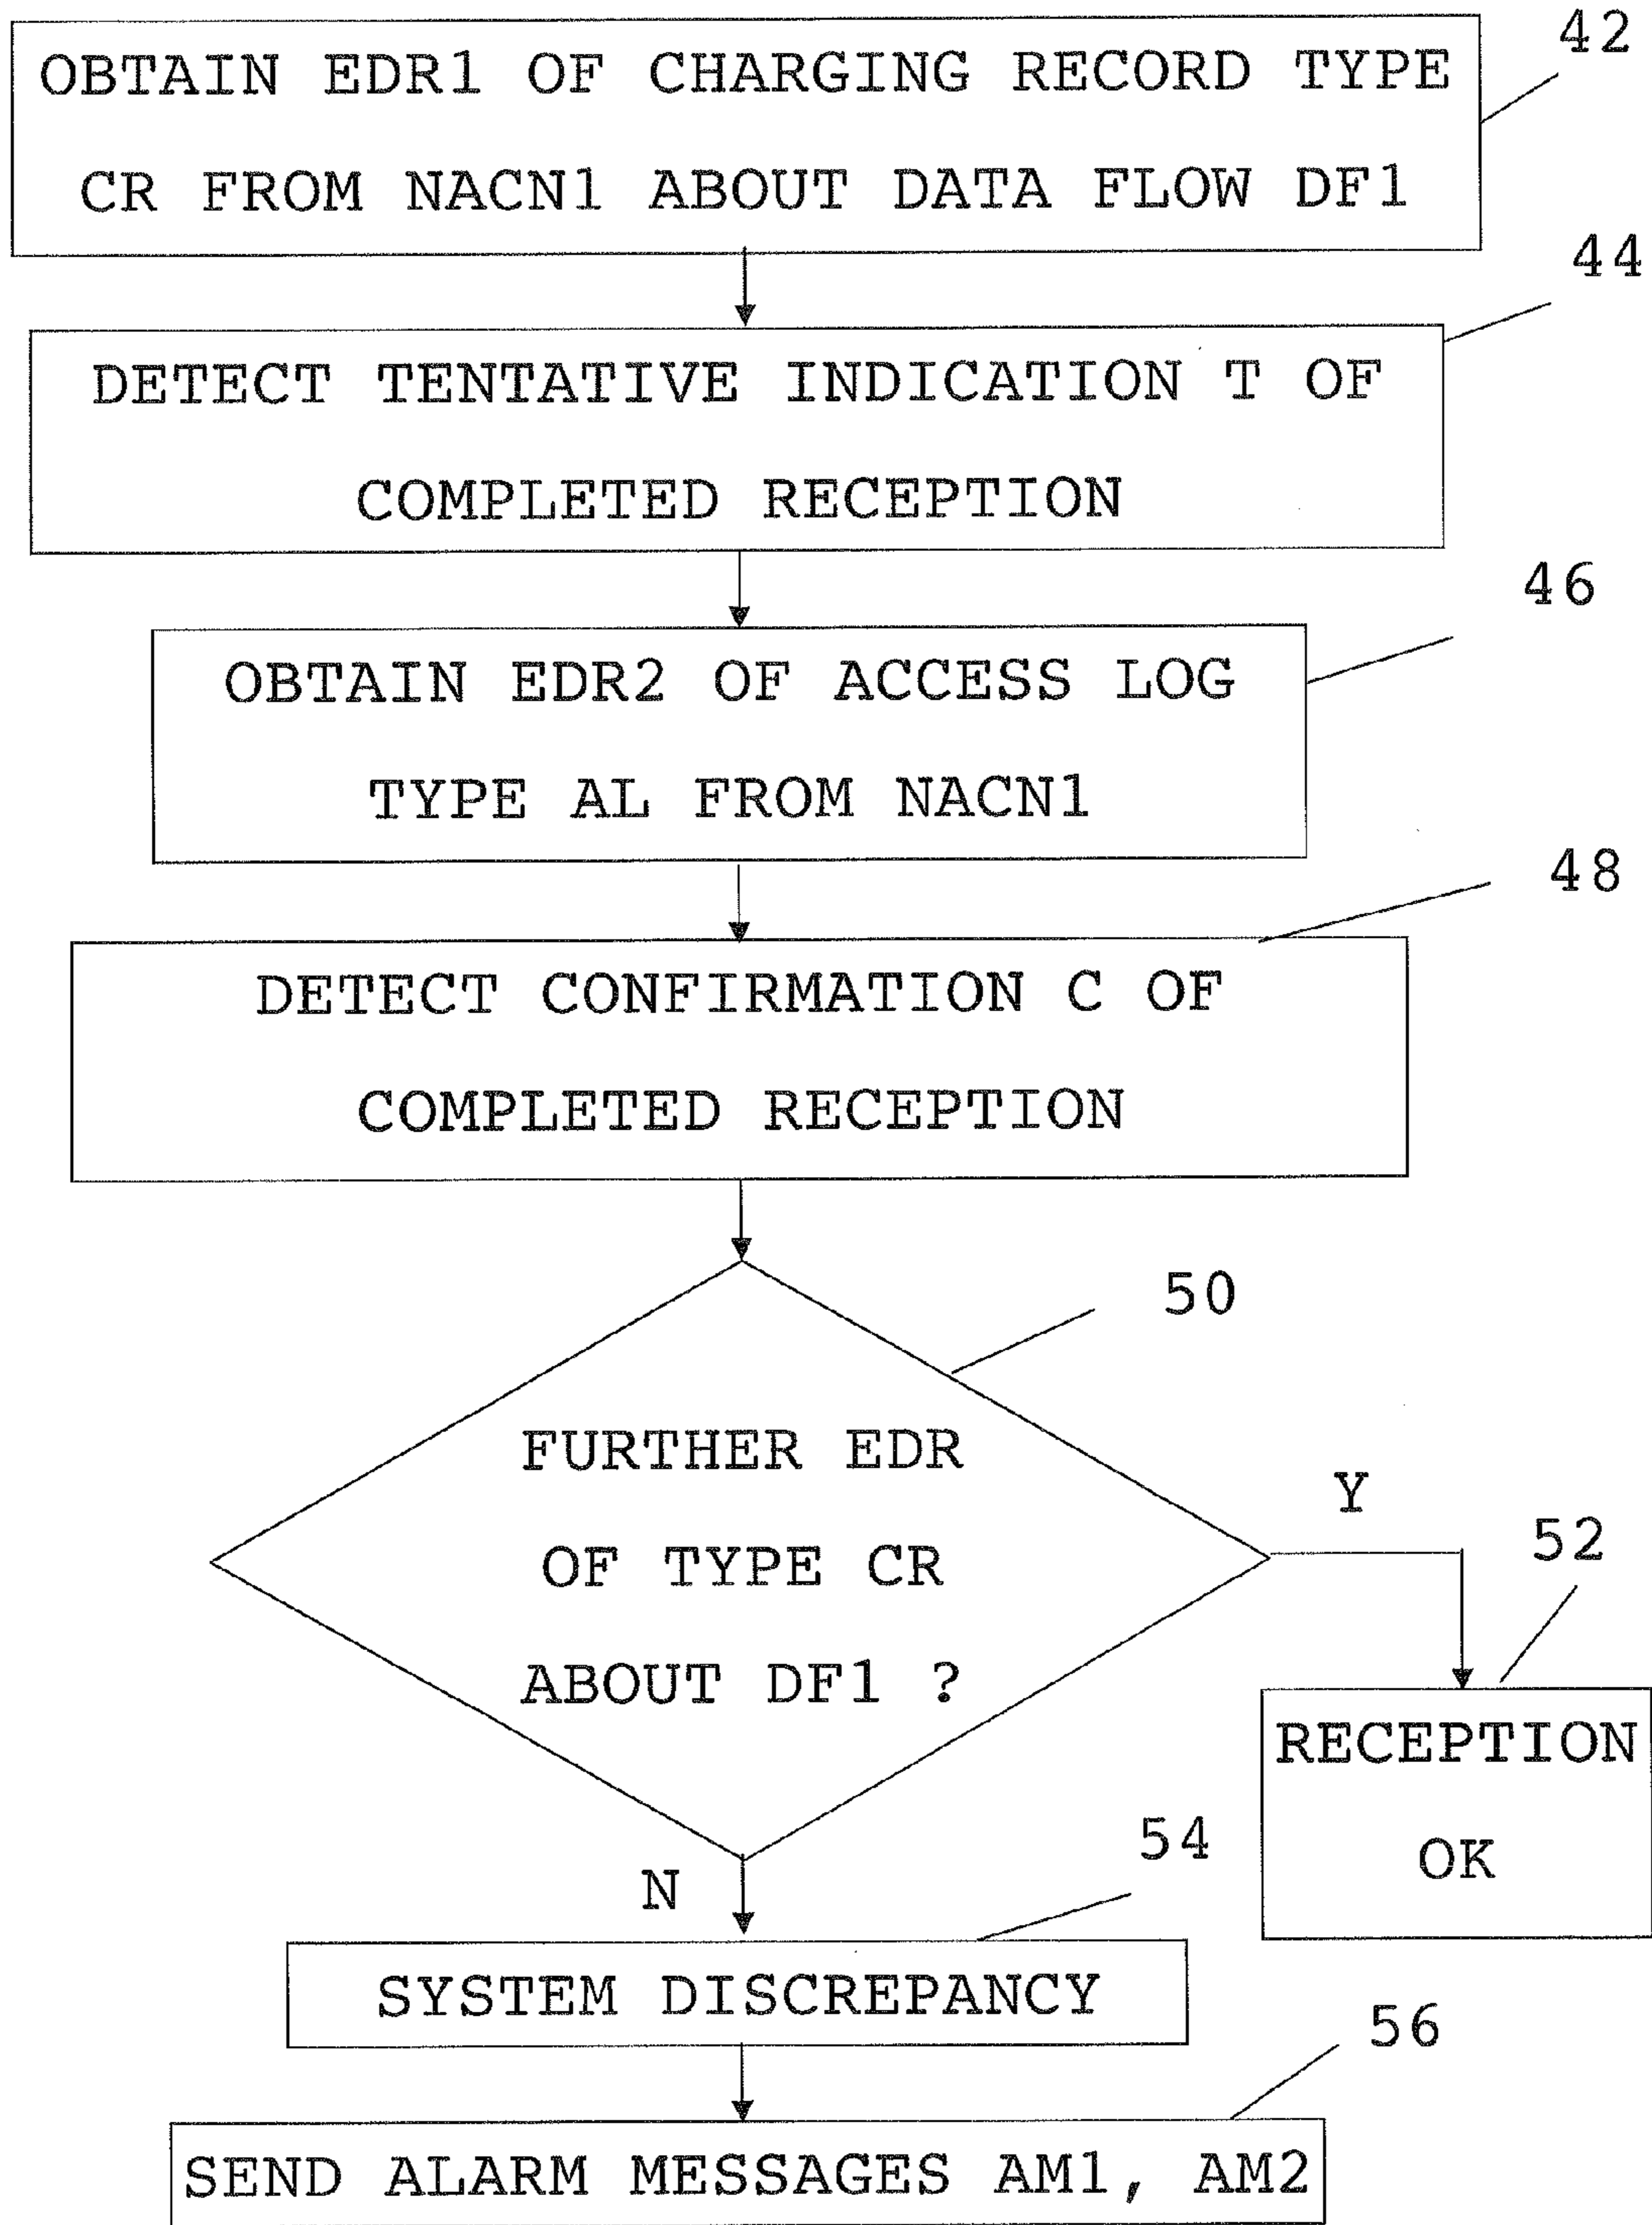 42
OBTAIN EDR1 OF CHARGING RECORD TYPE
CR FROM NACN1 ABOUT DATA FLOW DF1
44
DETECT TENTATIVE INDICATION T OF
COMPLETED RECEPTION
46
OBTAIN EDR2 OF ACCESS LOG
TYPE AL FROM NACN1
48
DETECT CONFIRMATION C OF
COMPLETED RECEPTION
50
FURTHER EDR
OF TYPE CR
ABOUT DF1 ?
Y
52
RECEPTION
OK
N
54
SYSTEM DISCREPANCY
56
SEND ALARM MESSAGES AM1, AM2